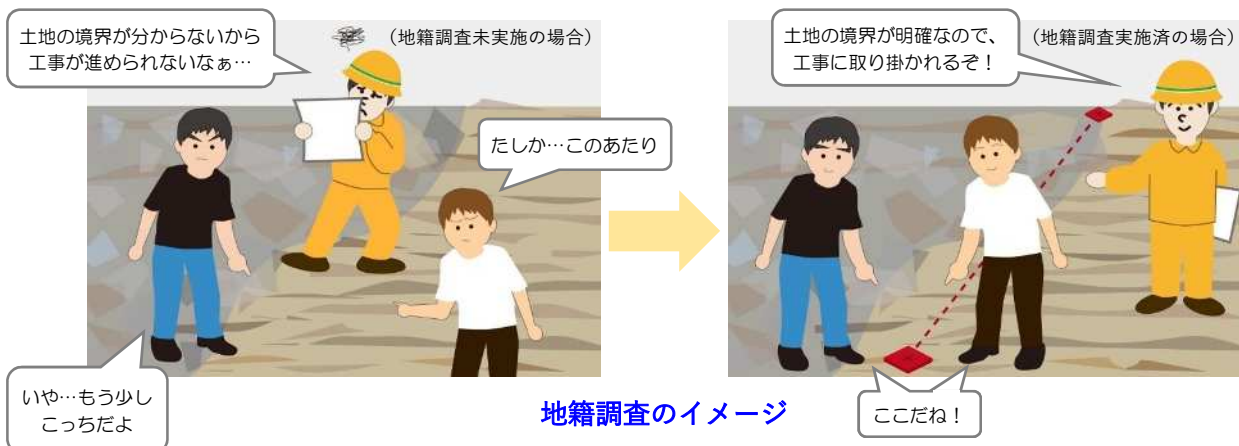 土地の境界が分からないから
工事が進められないなぁ…
（地籍調査未実施の場合）
たしか…このあたり
いや…もう少し
こっちだよ
土地の境界が明確なので、
工事に取り掛かれるぞ！
（地籍調査実施済の場合）
ここだね！
地籍調査のイメージ